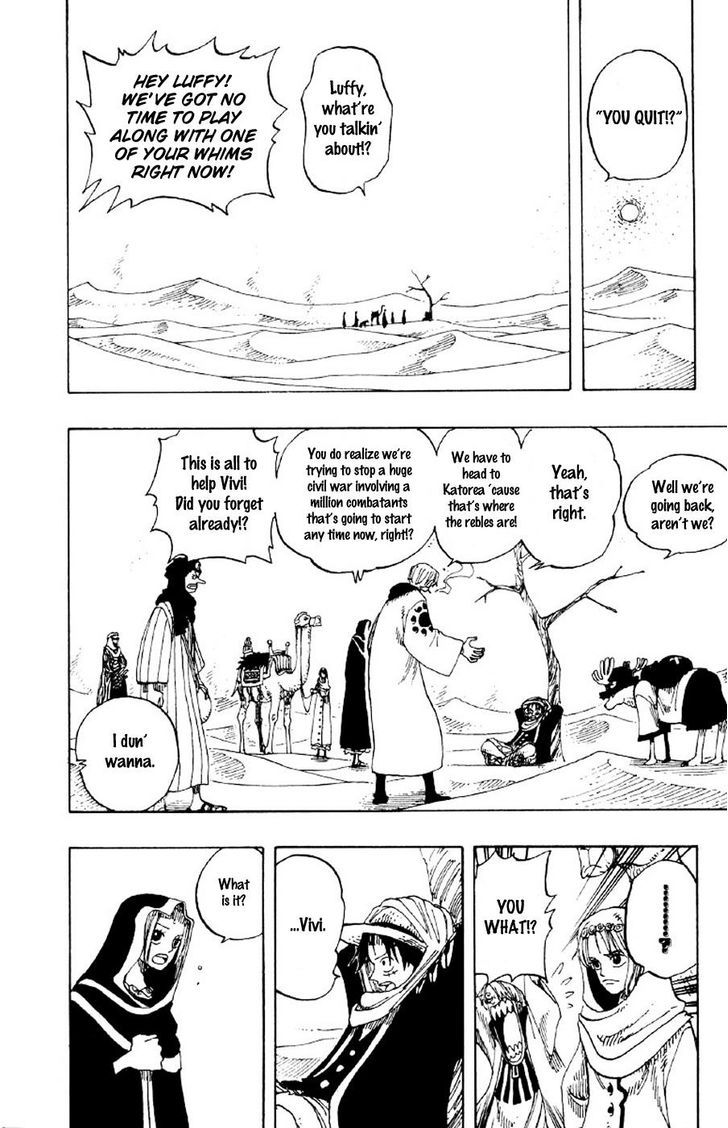 "YOU QUIT!?"
Luffy,
what're
you talkin'
about!?
HEY LUFFY!
WE'VE GOT NO
TIME TO PLAY
ALONG WITH ONE
OF YOUR WHIMS
RIGHT NOW!
Well we're
going back,
aren't we?
Yeah,
that's
right.
We have to
head to
Katorea 'cause
that's where
the rebles are!
You do realize we're
trying to stop a huge
civil war involving a
million combatants
that's going to start
any time now, right!?
This is all to
help Vivi!
Did you forget
already!?
I dun'
wanna.
........?
YOU
WHAT!?
...Vivi.
What
is it?